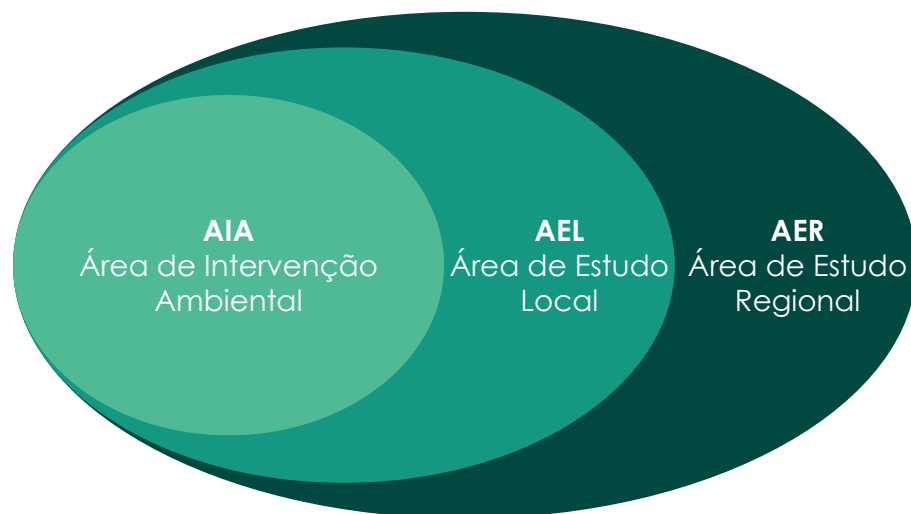 AIA
Área de Intervenção
Ambiental
AEL
Área de Estudo
Local
AER
Área de Estudo
Regional